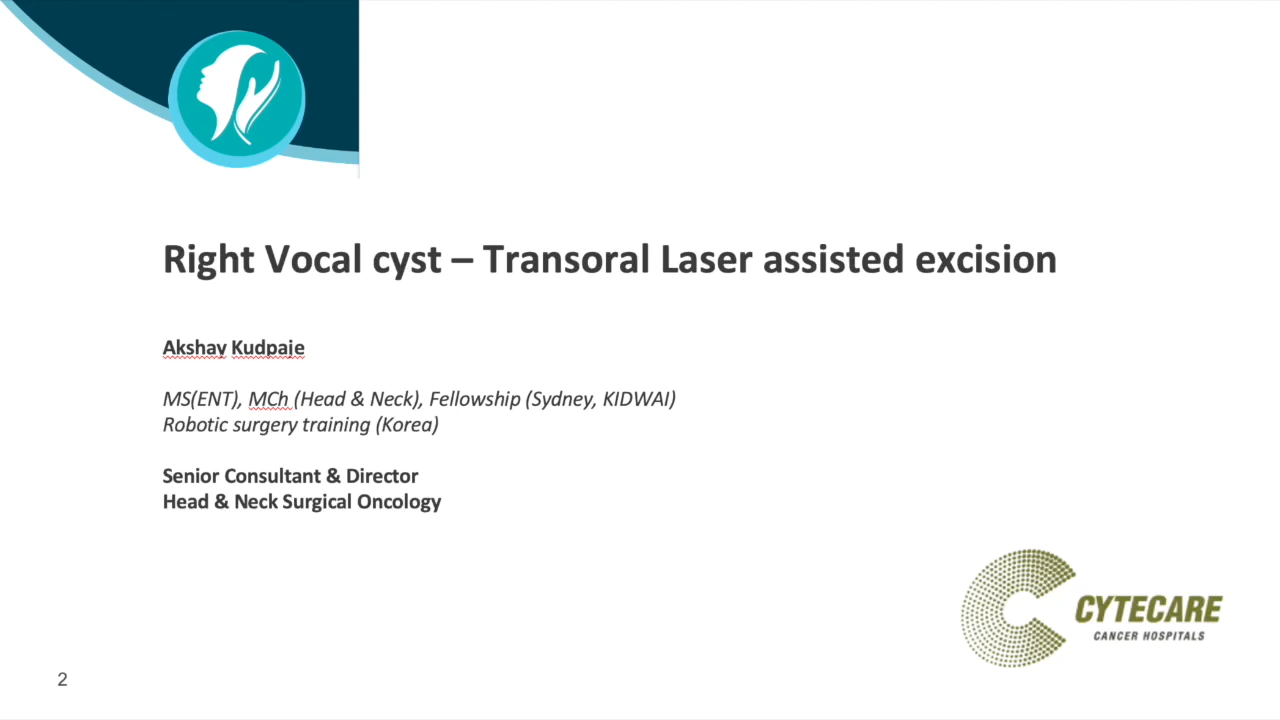 Right Vocal cyst – Transoral Laser assisted excision
Akshay Kudpaje
MS(ENT), MCh (Head & Neck), Fellowship (Sydney, KIDWAI)
Robotic surgery training (Korea)
Senior Consultant & Director
Head & Neck Surgical Oncology
CYTECARE
CANCER HOSPITALS
2